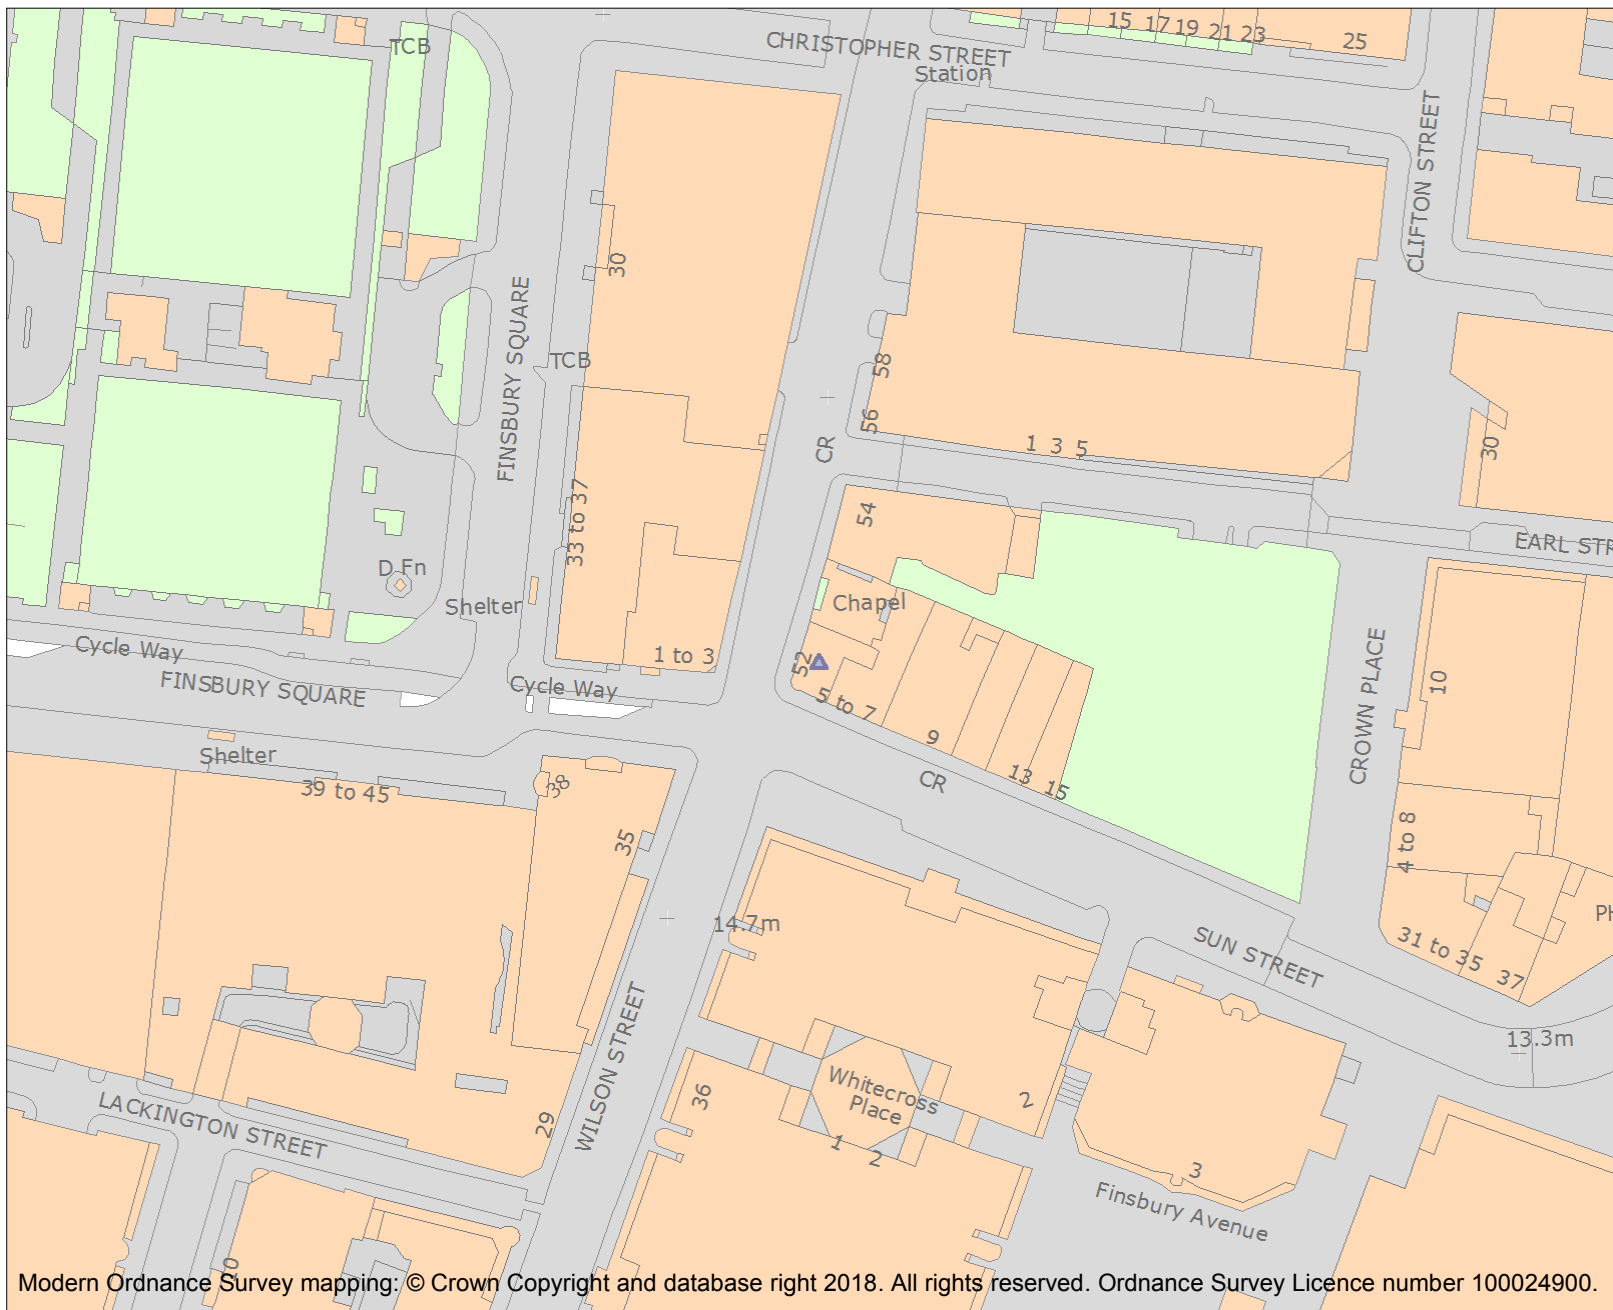 TCB
CHRISTOPHER STREET
Station
15 17 19 21 23
25
CLIFTON STREET
30
FINSBURY SQUARE
TCB
58
56
CR
1 3 5
30
33 to 37
54
EARL STR
D Fn
Shelter
Chapel
Cycle Way
FINSBURY SQUARE
Cycle Way
1 to 3
52
5 to 7
9
13
15
CR
CROWN PLACE
10
Shelter
39 to 45
38
35
4 to 8
14.7m
SUN STREET
31 to 35
37
PH
13.3m
WILSON STREET
LACKINGTON STREET
29
36
Whitecross
Place
1
2
2
3
Finsbury Avenue
Modern Ordnance Survey mapping: © Crown Copyright and database right 2018. All rights reserved. Ordnance Survey Licence number 100024900.